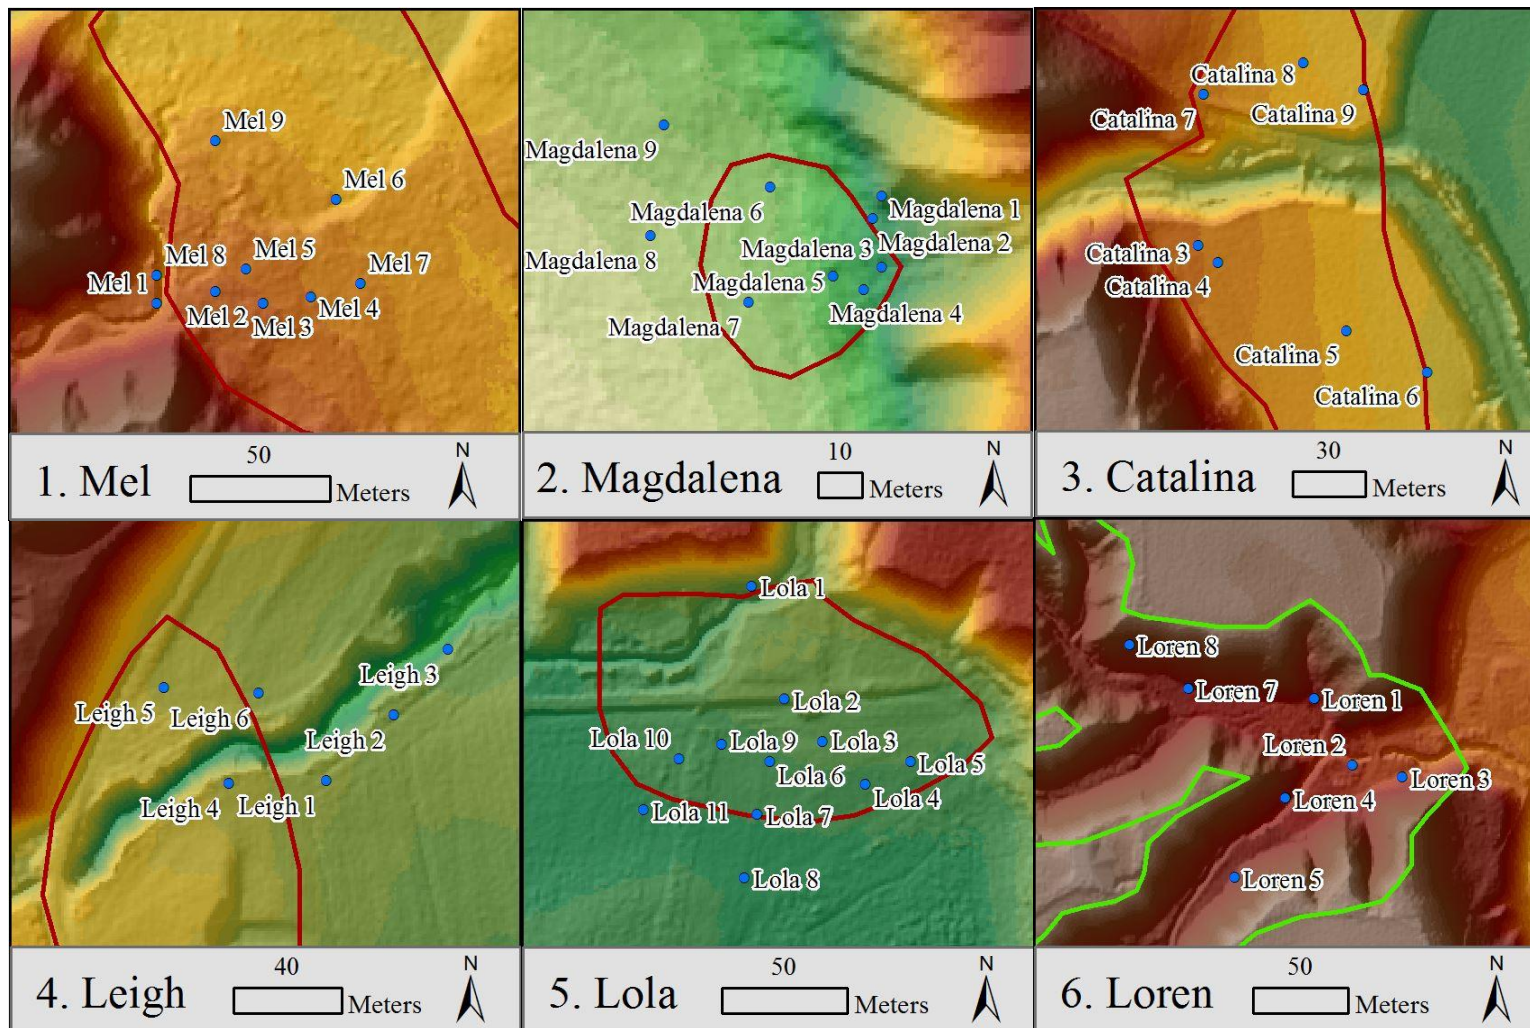 Mel 9
Mel 6
Mel 8
Mel 5
Mel 7
Mel 1
Mel 2
Mel 4
Mel 3
50
N
1. Mel
Meters
Magdalena 9
Magdalena 6
Magdalena 1
Magdalena 3
Magdalena 2
Magdalena 8
Magdalena 5
Magdalena 7
Magdalena 4
10
N
2. Magdalena
Meters
Catalina 8
Catalina 7
Catalina 9
Catalina 3
Catalina 4
Catalina 5
Catalina 6
30
N
3. Catalina
Meters
Leigh 3
Leigh 5
Leigh 6
Leigh 2
Leigh 4
Leigh 1
40
N
4. Leigh
Meters
Lola 1
Lola 2
Lola 10
Lola 9
Lola 3
Lola 6
Lola 5
Lola 4
Lola 11
Lola 7
Lola 8
50
N
5. Lola
Meters
Loren 8
Loren 7
Loren 1
Loren 2
Loren 3
Loren 4
Loren 5
50
N
6. Loren
Meters